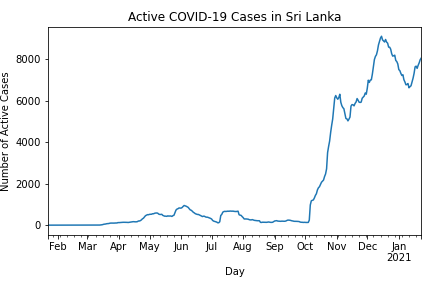 Active COVID-19 Cases in Sri Lanka
Number of Active Cases
8000
6000
4000
2000
0
Feb Mar Apr May Jun Jul Aug Sep Oct Nov Dec Jan
2021
Day